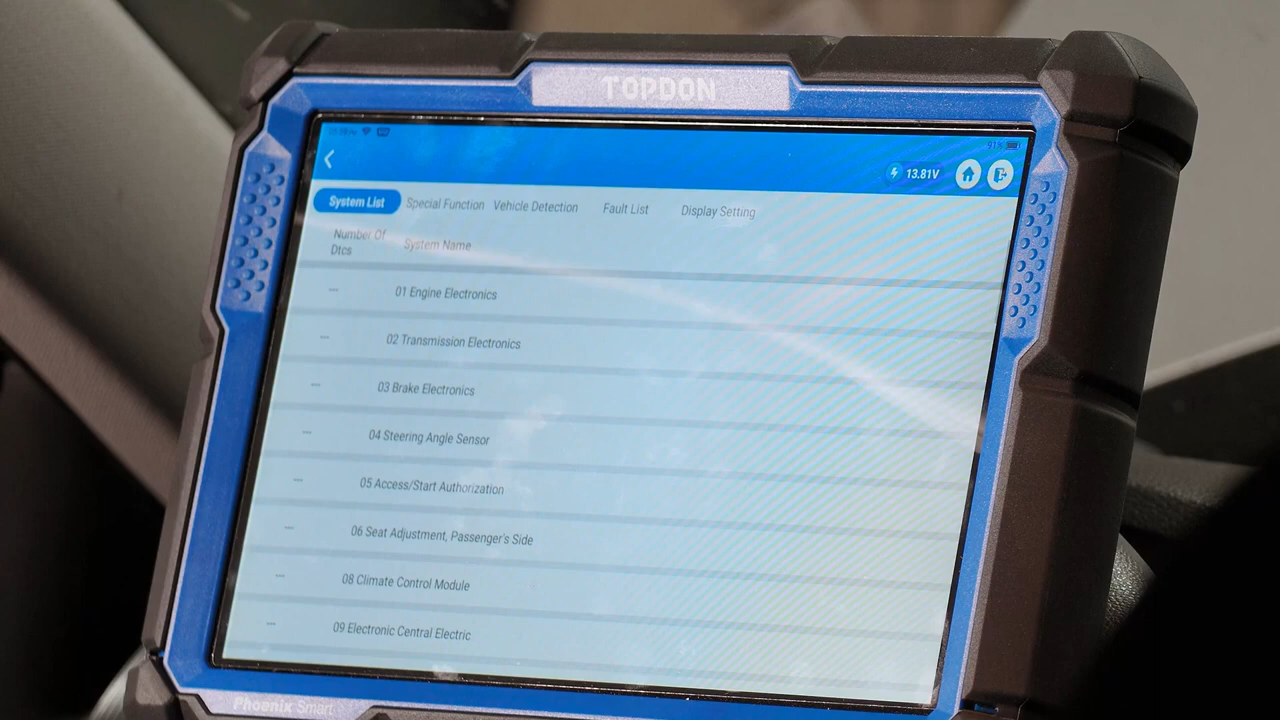 TOPDON
91%
13.81V
System List Special Function Vehicle Detection Fault List Display Setting
Number Of
Dtcs
System Name
--- 01 Engine Electronics
--- 02 Transmission Electronics
--- 03 Brake Electronics
--- 04 Steering Angle Sensor
--- 05 Access/Start Authorization
--- 06 Seat Adjustment, Passenger's Side
--- 08 Climate Control Module
--- 09 Electronic Central Electric
Phoenix Smart